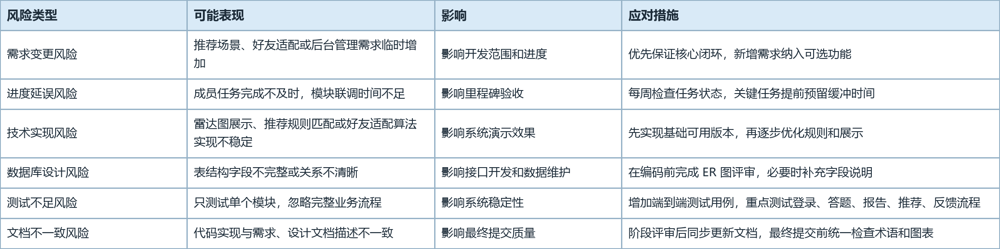 风险类型 可能表现 影响 应对措施
需求变更风险 推荐场景、好友适配或后台管理需求临时增
加 影响开发范围和进度 优先保证核心闭环，新增需求纳入可选功能
进度延误风险 成员任务完成不及时，模块联调时间不足 影响里程碑验收 每周检查任务状态，关键任务提前预留缓冲时间
技术实现风险 雷达图展示、推荐规则匹配或好友适配算法
实现不稳定 影响系统演示效果 先实现基础可用版本，再逐步优化规则和展示
数据库设计风险 表结构字段不完整或关系不清晰 影响接口开发和数据维护 在编码前完成 ER 图评审，必要时补充字段说明
测试不足风险 只测试单个模块，忽略完整业务流程 影响系统稳定性 增加端到端测试用例，重点测试登录、答题、报告、推荐、反馈流程
文档不一致风险 代码实现与需求、设计文档描述不一致 影响最终提交质量 阶段评审后同步更新文档，最终提交前统一检查术语和图表